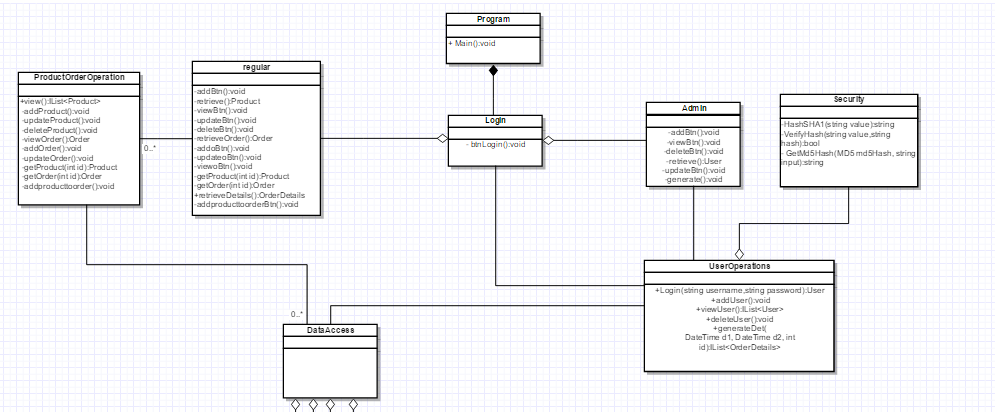 Program
+ Main():void
ProductOrderOperation
+view():IList<Product>
-addProduct():void
-updateProduct():void
-deleteProduct():void
-viewOrder():Order
-addOrder():void
-updateOrder():void
-getProduct(int id):Product
-getOrder(int id):Order
-addproducttoorder():void
0..*
regular
-addBtn():void
-retrieve():Product
-viewBtn():void
-updateBtn():void
-deleteBtn():void
-retrieveOrder():Order
-addoBtn():void
-updateoBtn():void
-viewoBtn():void
-getProduct(int id):Product
-getOrder(int id):Order
+retrieveDetails():OrderDetails
-addproducttoorderBtn():void
Login
- btnLogin():void
Admin
-addBtn():void
-viewBtn():void
-deleteBtn():void
-retrieve():User
-updateBtn():void
-generate():void
Security
-HashSHA1(string value):string
-VerifyHash(string value,string
hash):bool
- GetMd5Hash(MD5 md5Hash, string
input):string
UserOperations
+Login(string username,string password):User
+addUser():void
+viewUser():IList<User>
+deleteUser():void
+generateDet(
DateTime d1, DateTime d2, int
id):IList<OrderDetails>
0..*
DataAccess